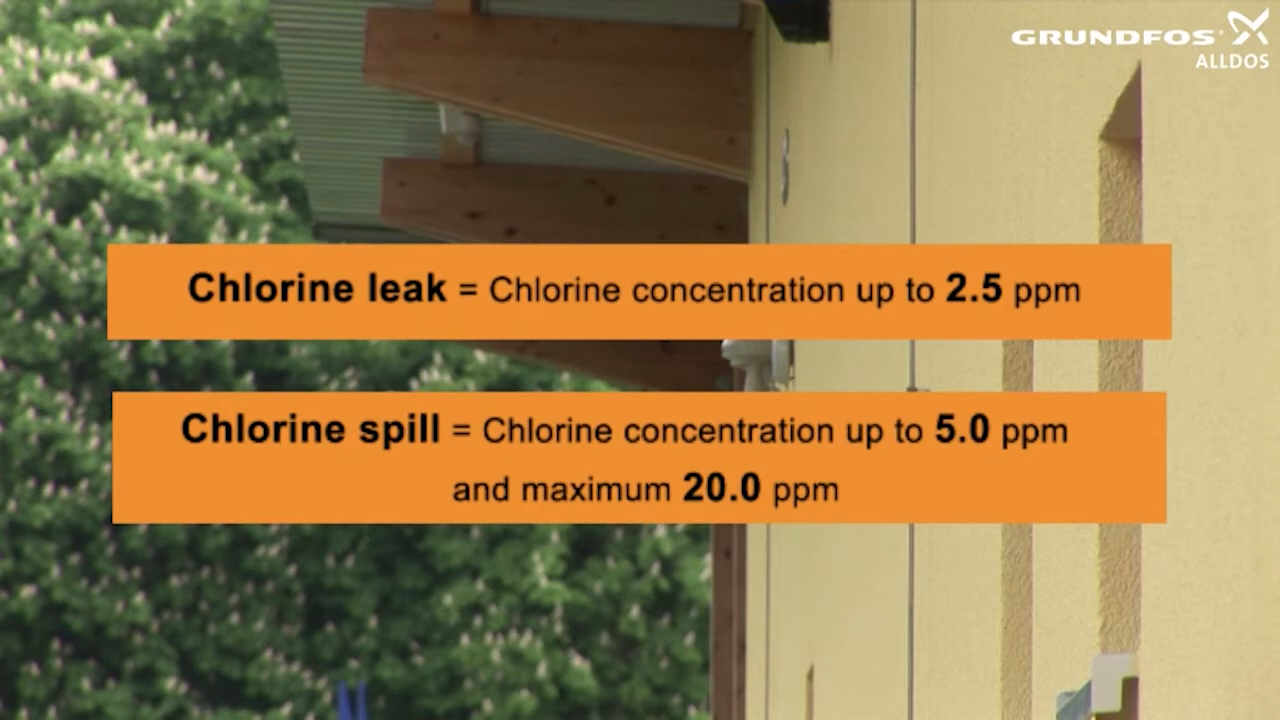 GRUNDFOS
ALLDOS
Chlorine leak = Chlorine concentration up to 2.5 ppm
Chlorine spill = Chlorine concentration up to 5.0 ppm
and maximum 20.0 ppm